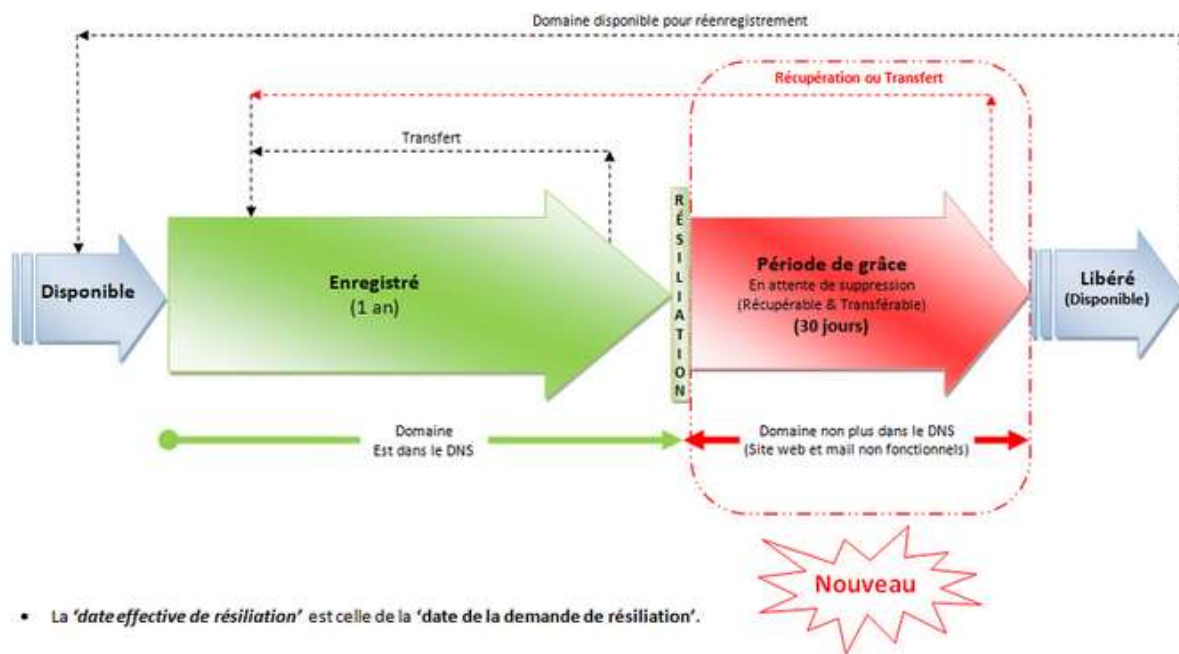 Domaine disponible pour réenregistrement
Récupération ou Transfert
Transfert
Disponible
Enregistré
(1 an)
RÉSILIATION
Période de grâce
En attente de suppression
(Récupérable & Transférable)
(30 jours)
Libéré
(Disponible)
Domaine
Est dans le DNS
Domaine non plus dans le DNS
(Site web et mail non fonctionnels)
Nouveau
• La ‘date effective de résiliation’ est celle de la ‘date de la demande de résiliation’.